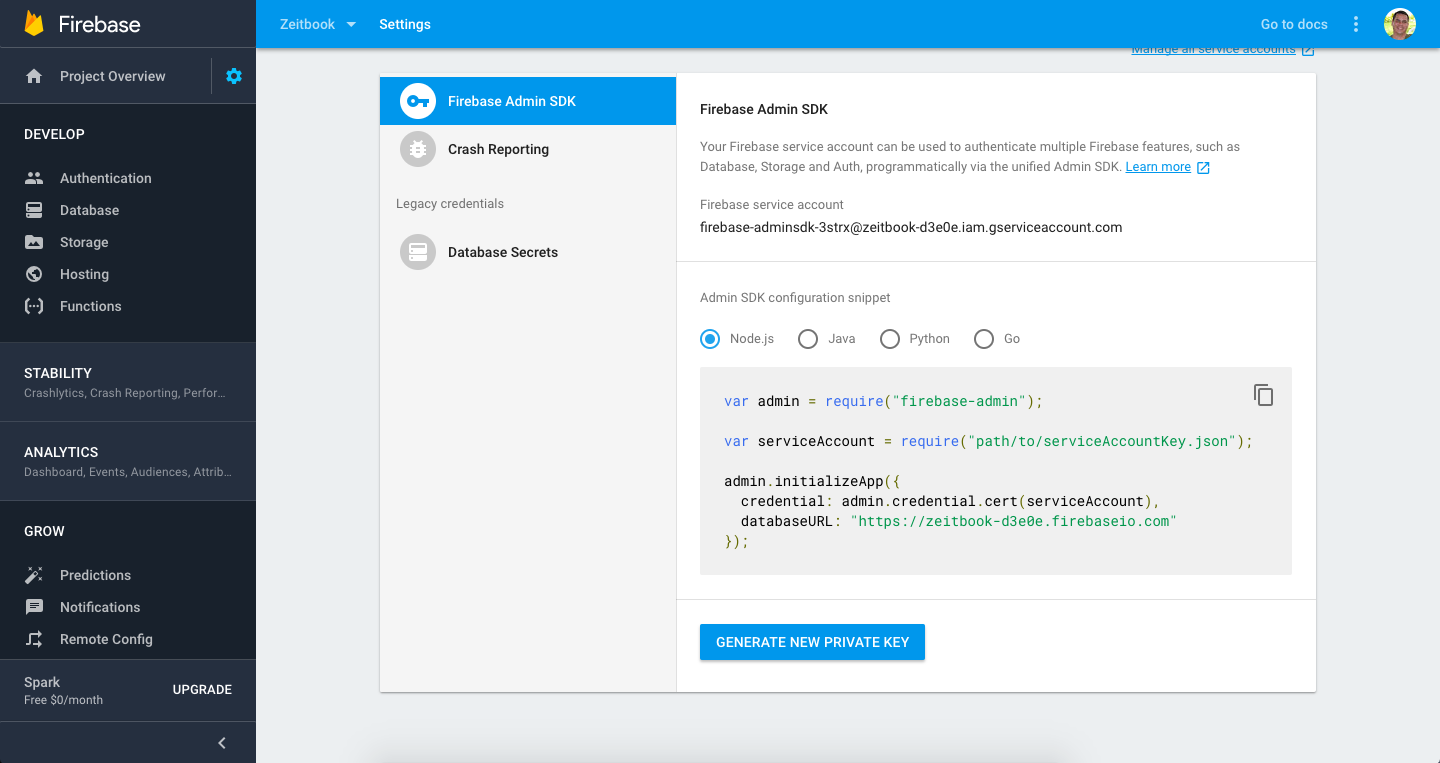 Firebase
Zeitbook
Settings
Go to docs
Project Overview
DEVELOP
Authentication
Database
Storage
Hosting
Functions
STABILITY
Crashlytics, Crash Reporting, Perfor...
ANALYTICS
Dashboard, Events, Audiences, Attrib...
GROW
Predictions
Notifications
Remote Config
Spark
Free $0/month
UPGRADE
Manage all service accounts
Firebase Admin SDK
Crash Reporting
Legacy credentials
Database Secrets
Firebase Admin SDK
Your Firebase service account can be used to authenticate multiple Firebase features, such as
Database, Storage and Auth, programmatically via the unified Admin SDK. Learn more
Firebase service account
firebase-adminsdk-3strx@zeitbook-d3e0e.iam.gserviceaccount.com
Admin SDK configuration snippet
Node.js
Java
Python
Go
var admin = require("firebase-admin");
var serviceAccount = require("path/to/serviceAccountKey.json");
admin.initializeApp({
  credential: admin.credential.cert(serviceAccount),
  databaseURL: "https://zeitbook-d3e0e.firebaseio.com"
});
GENERATE NEW PRIVATE KEY